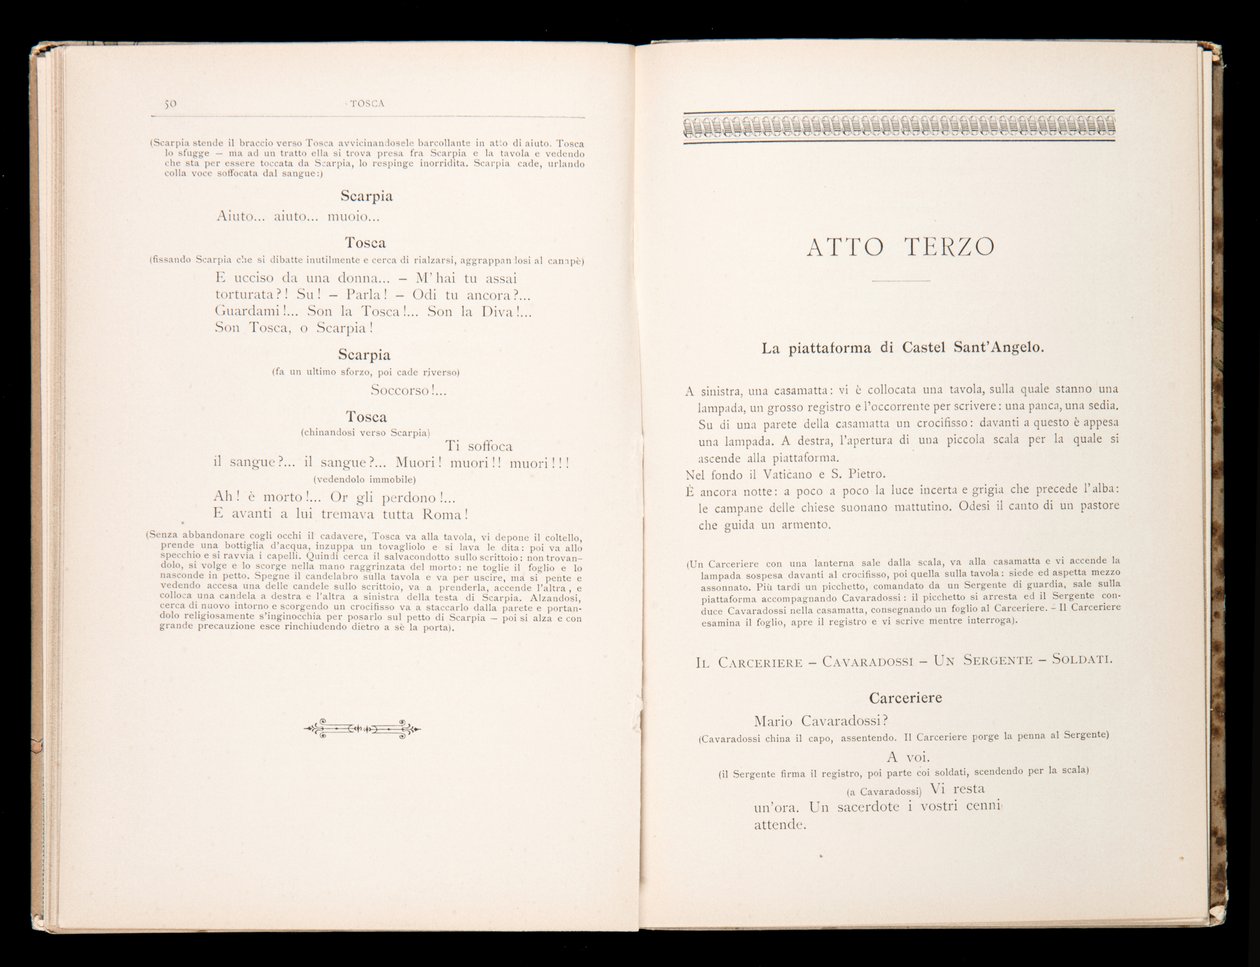 50
TOSCA
(Scarpia stende il braccio verso Tosca avvicinandosele barcollante in atto di aiuto. Tosca
lo sfugge — ma ad un tratto ella si trova presa fra Scarpia e la tavola e vedendo
che sta per essere toccata da Scarpia, lo respinge inorridita. Scarpia cade, urlando
colla voce soffocata dal sangue:)
Scarpia
Aiuto... aiuto... muoio...
Tosca
(fissando Scarpia che si dibatte inutilmente e cerca di rialzarsi, aggrappandosi al canapè)
E ucciso da una donna... — M'hai tu assai
torturata?! Su! — Parla! — Odi tu ancora?...
Guardami!... Son la Tosca!... Son la Diva!...
Son Tosca, o Scarpia!
Scarpia
(fa un ultimo sforzo, poi cade riverso)
Soccorso!...
Tosca
(chinandosi verso Scarpia)
Ti soffoca
il sangue?... il sangue?... Muori! muori!! muori!!!
(vedendolo immobile)
Ah! è morto!... Or gli perdono!...
E avanti a lui tremava tutta Roma!
(Senza abbandonare cogli occhi il cadavere, Tosca va alla tavola, vi depone il coltello,
prende una bottiglia d'acqua, inzuppa un tovagliolo e si lava le dita: poi va allo
specchio e si ravvia i capelli. Quindi cerca il salvacondotto sullo scrittoio: non trovan-
dolo, si volge e lo scorge nella mano raggrinzata del morto: ne toglie il foglio e lo
nasconde in petto. Spegne il candelabro sulla tavola e va per uscire, ma si pente e
vedendo accesa una delle candele sullo scrittoio, va a prenderla, accende l'altra, e
colloca una candela a destra e l'altra a sinistra della testa di Scarpia. Alzandosi,
cerca di nuovo intorno e scorgendo un crocifisso va a staccarlo dalla parete e portan-
dolo religiosamente s'inginocchia per posarlo sul petto di Scarpia — poi si alza e con
grande precauzione esce rinchiudendo dietro a sè la porta).
ATTO TERZO
La piattaforma di Castel Sant'Angelo.
A sinistra, una casamatta: vi è collocata una tavola, sulla quale stanno una
lampada, un grosso registro e l'occorrente per scrivere: una panca, una sedia.
Su di una parete della casamatta un crocifisso: davanti a questo è appesa
una lampada. A destra, l'apertura di una piccola scala per la quale si
ascende alla piattaforma.
Nel fondo il Vaticano e S. Pietro.
È ancora notte: a poco a poco la luce incerta e grigia che precede l'alba:
le campane delle chiese suonano mattutino. Odesi il canto di un pastore
che guida un armento.
(Un Carceriere con una lanterna sale dalla scala, va alla casamatta e vi accende la
lampada sospesa davanti al crocifisso, poi quella sulla tavola: siede ed aspetta mezzo
assonnato. Più tardi un picchetto, comandato da un Sergente di guardia, sale sulla
piattaforma accompagnando Cavaradossi: il picchetto si arresta ed il Sergente con-
duce Cavaradossi nella casamatta, consegnando un foglio al Carceriere. — Il Carceriere
esamina il foglio, apre il registro e vi scrive mentre interroga).
IL CARCERIERE — CAVARADOSSI — UN SERGENTE — SOLDATI.
Carceriere
Mario Cavaradossi?
(Cavaradossi china il capo, assentendo. Il Carceriere porge la penna al Sergente)
A voi.
(il Sergente firma il registro, poi parte coi soldati, scendendo per la scala)
(a Cavaradossi) Vi resta
un'ora. Un sacerdote i vostri cenni
attende.